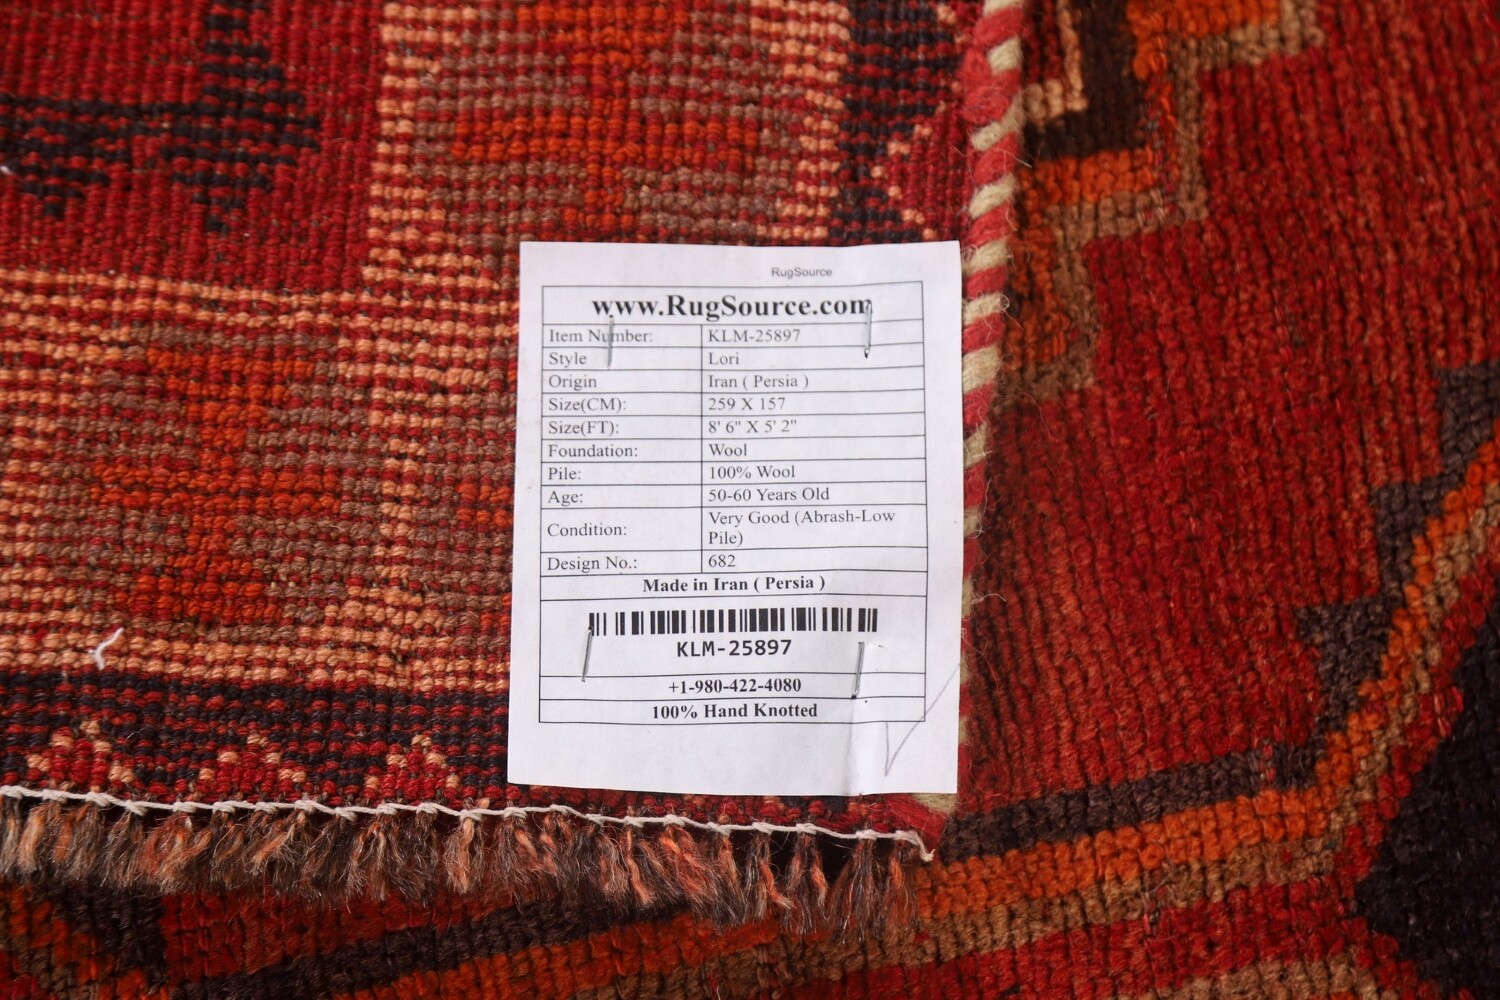 RugSource
www.RugSource.com
Item Number: KLM-25897
Style Lori
Origin Iran ( Persia )
Size(CM): 259 X 157
Size(FT): 8' 6" X 5' 2"
Foundation: Wool
Pile: 100% Wool
Age: 50-60 Years Old
Condition: Very Good (Abrash-Low
Pile)
Design No.: 682
Made in Iran ( Persia )
KLM-25897
+1-980-422-4080
100% Hand Knotted